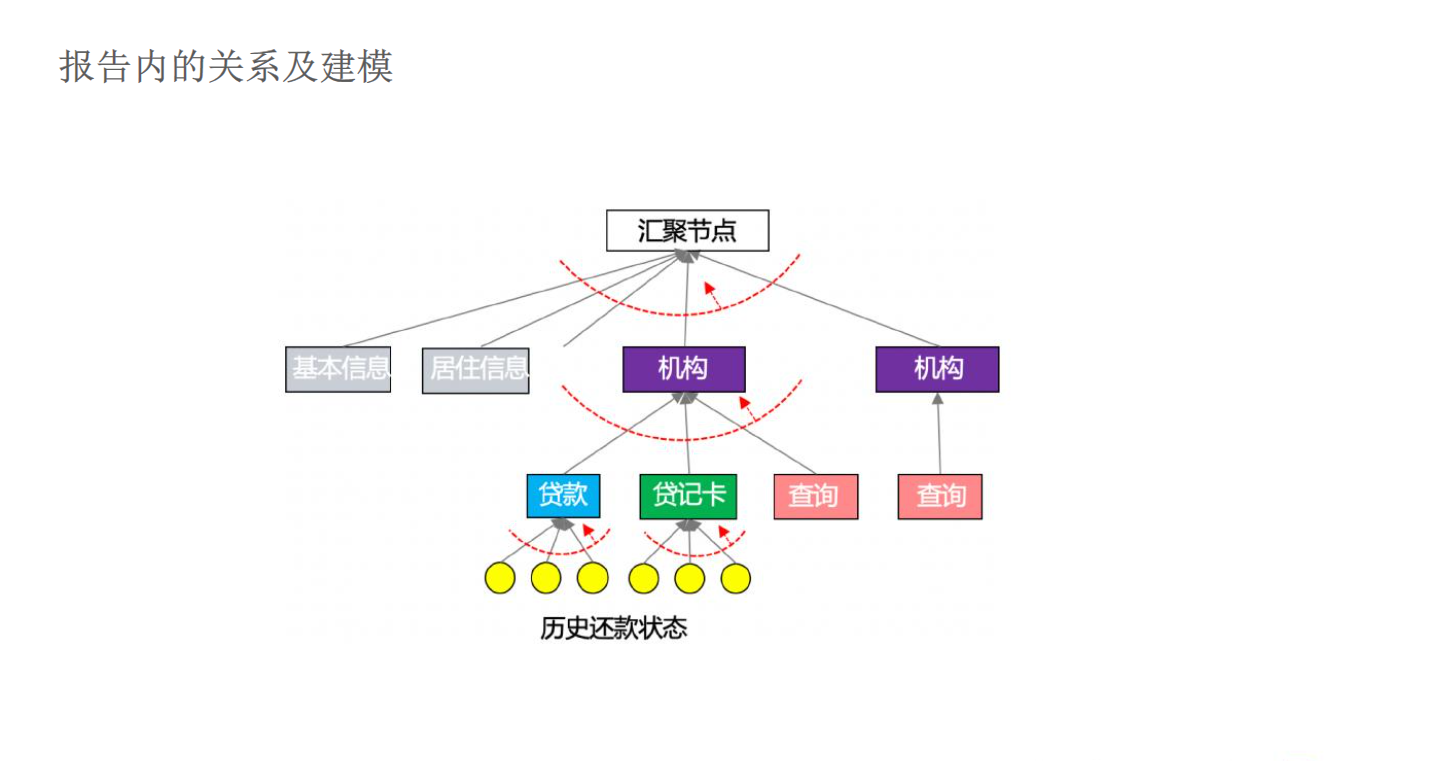 报告内的关系及建模
汇聚节点
基本信息
居住信息
机构
机构
贷款
贷记卡
查询
查询
历史还款状态